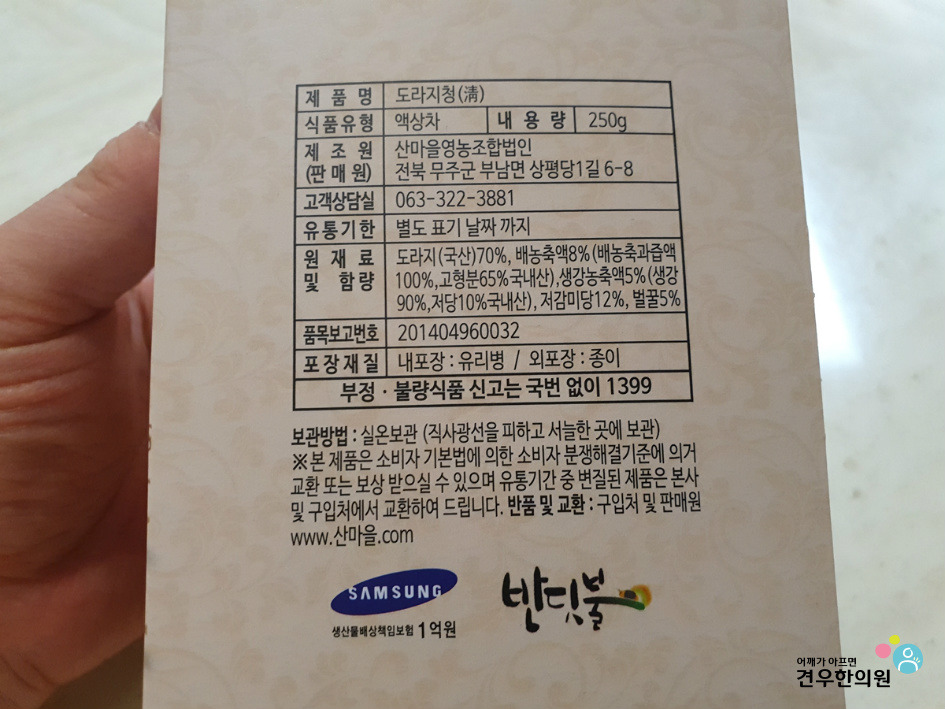 제 품 명 도라지청(淸)
식품유형 액상차 내 용 량 250g
제 조 원 산마을영농조합법인
(판 매 원) 전북 무주군 부남면 상평당1길 6-8
고객상담실 063-322-3881
유통기한 별도 표기 날짜 까지
원 재 료 도라지(국산)70%, 배농축액8%(배농축과즙액
및 함량 100%,고형분65%국내산),생강농축액5%(생강
90%,저당10%국내산), 저감미당12%, 벌꿀5%
품목보고번호 201404960032
포장재질 내포장 : 유리병 / 외포장 : 종이
부정 · 불량식품 신고는 국번 없이 1399
보관방법 : 실온보관 (직사광선을 피하고 서늘한 곳에 보관)
※본 제품은 소비자 기본법에 의한 소비자 분쟁해결기준에 의거
교환 또는 보상 받으실 수 있으며 유통기간 중 변질된 제품은 본사
및 구입처에서 교환하여 드립니다. 반품 및 교환 : 구입처 및 판매원
www.산마을.com
SAMSUNG
생산물배상책임보험 1억원
반딧불
어깨가 아프면
견우한의원